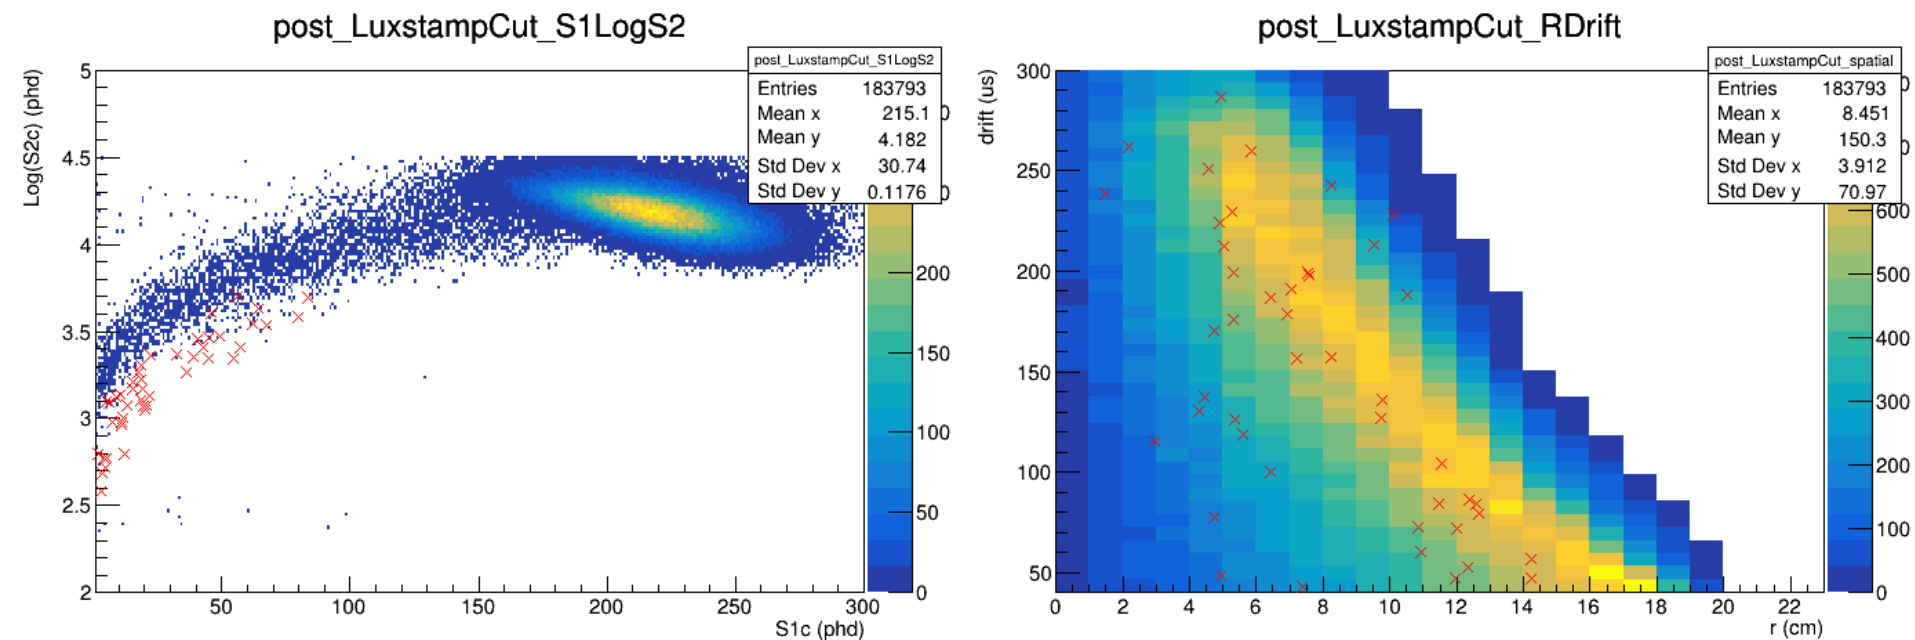 post_LuxstampCut_S1LogS2
Log(S2c) (phd)
5
4.5
4
3.5
3
2.5
2
50
100
150
200
250
300
S1c (phd)
post_LuxstampCut_S1LogS2
Entries 183793
Mean x 215.1
Mean y 4.182
Std Dev x 30.74
Std Dev y 0.1176
200
150
100
50
0
post_LuxstampCut_RDrift
drift (us)
300
250
200
150
100
50
0
2
4
6
8
10
12
14
16
18
20
22
r (cm)
post_LuxstampCut_spatial
Entries 183793
Mean x 8.451
Mean y 150.3
Std Dev x 3.912
Std Dev y 70.97
600
500
400
300
200
100
0